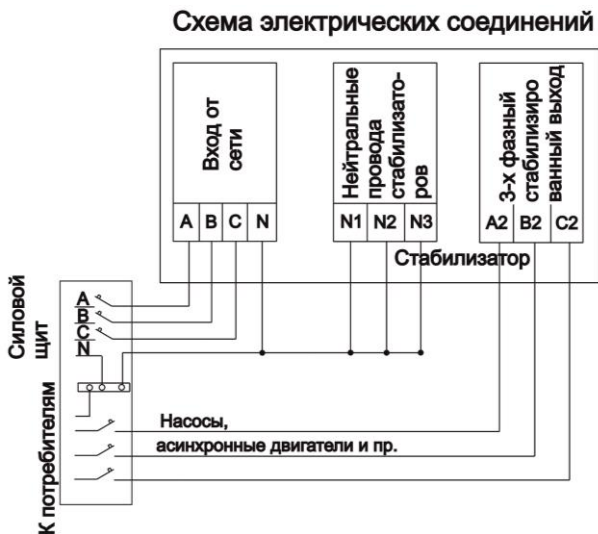 Схема электрических соединений
Вход от
сети
A B C N
Нейтральные
провода
стабилизато-
ров
N1 N2 N3
3-х фазный
стабилизиро
ванный выход
A2 B2 C2
Стабилизатор
Силовой
щит
A
B
C
N
К потребителям
Насосы,
асинхронные двигатели и пр.